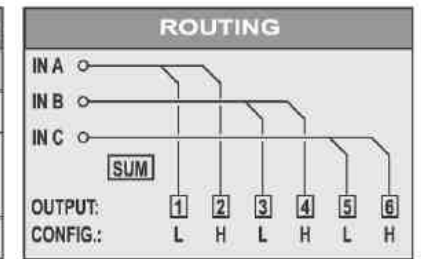 ROUTING
IN A
IN B
IN C
SUM
OUTPUT: 1 2 3 4 5 6
CONFIG.: L H L H L H